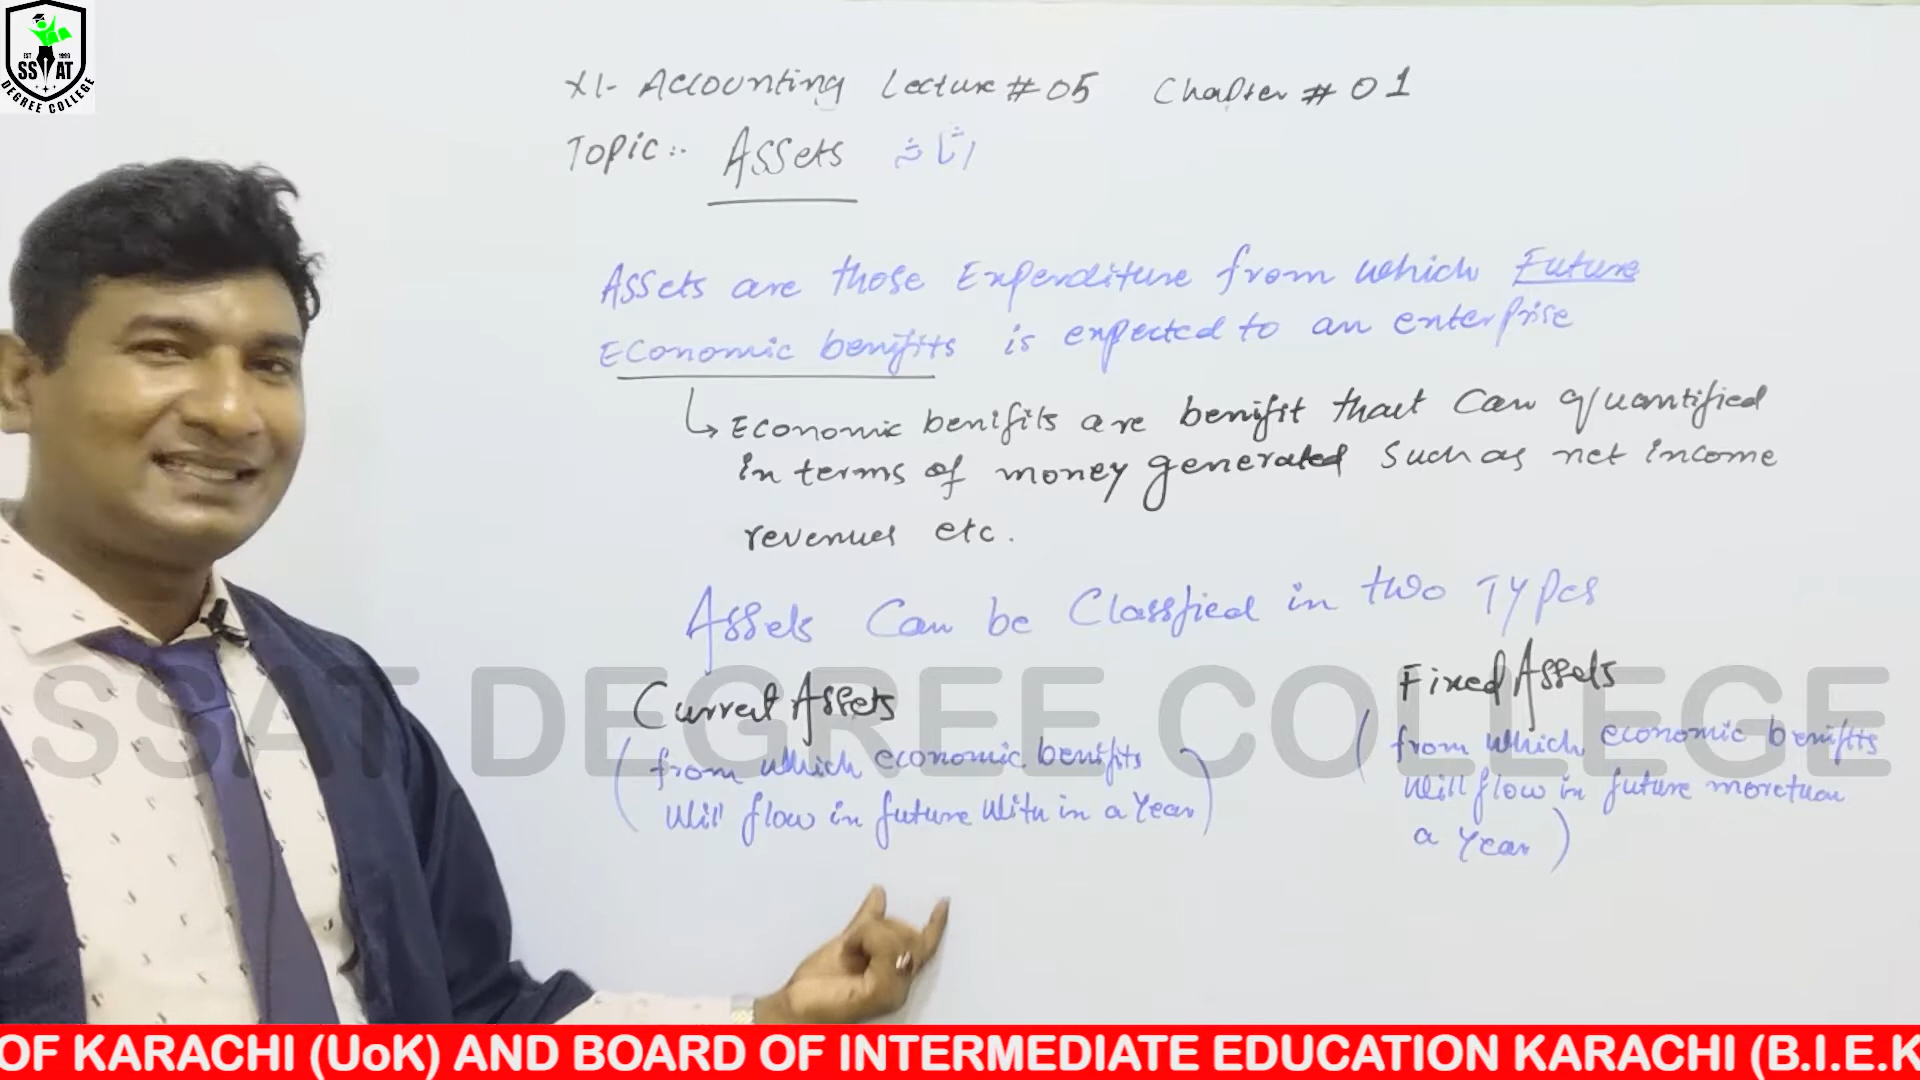 EST 1998
SSAT
DEGREE COLLEGE
XI- Accounting Lecture # 05 Chapter # 01
Topic:- Assets اثاثہ
Assets are those Expenditure from which Future
Economic benifits is expected to an enterprise
Economic benifits are benifit that can quantified
in terms of money generated Such as net income
revenues etc.
Assets Can be Classfied in two Types
Current Assets
(from which economic benifits
will flow in future with in a Year)
Fixed Assets
(from which economic benifits
will flow in future more than
a Year)
SSAT DEGREE COLLEGE
OF KARACHI (UoK) AND BOARD OF INTERMEDIATE EDUCATION KARACHI (B.I.E.K